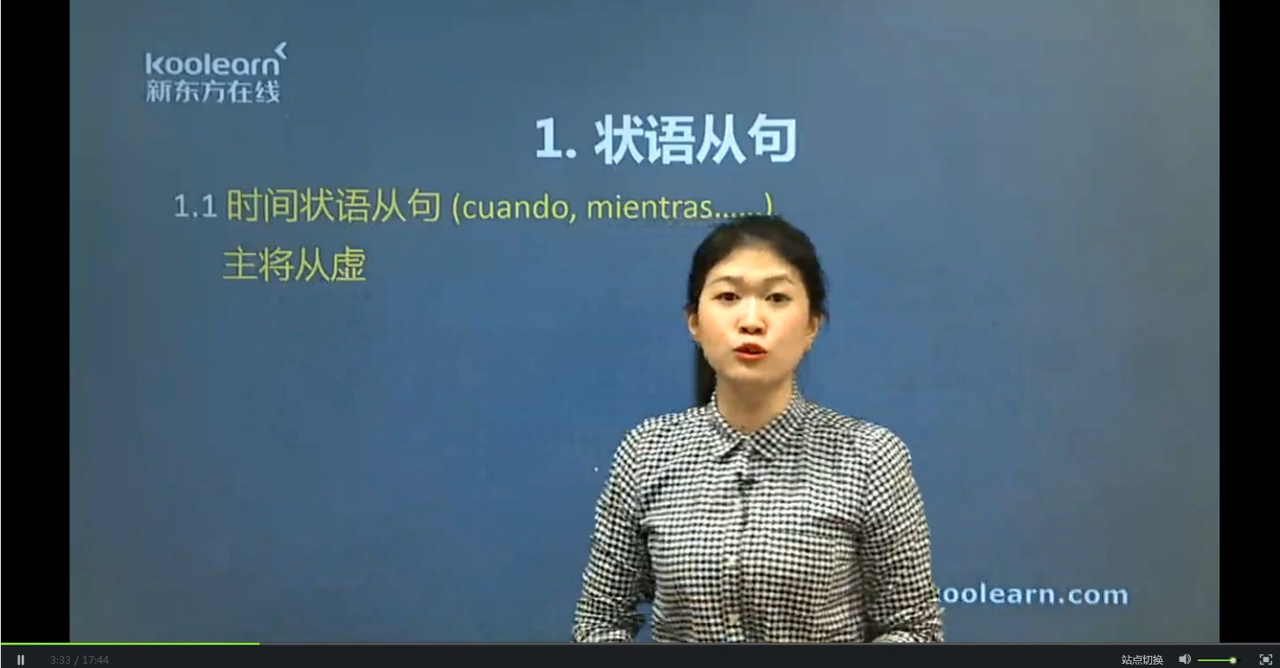 koolearn
新东方在线
1. 状语从句
1.1 时间状语从句 (cuando, mientras……)
主将从虚
koolearn.com
3:33 / 17:44
站点切换